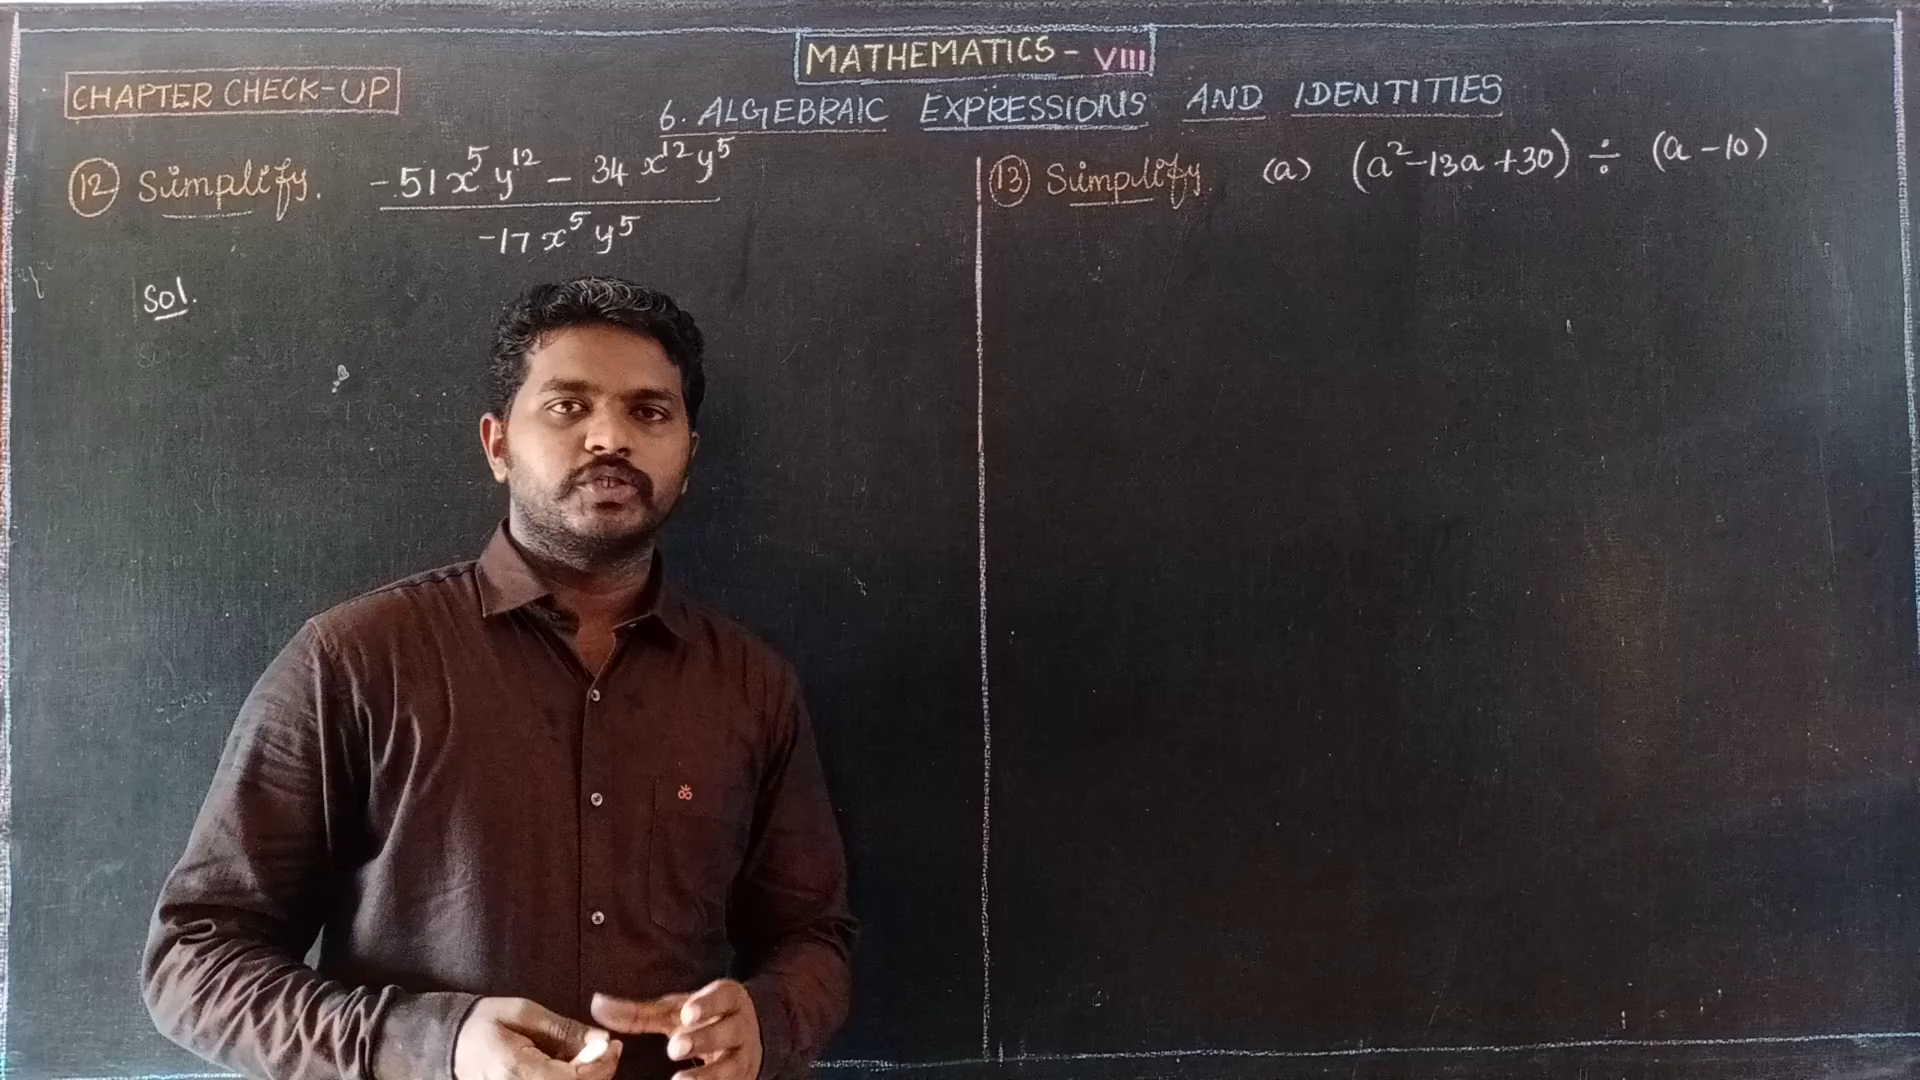 MATHEMATICS - VIII
CHAPTER CHECK-UP
6. ALGEBRAIC EXPRESSIONS AND IDENTITIES
(12) Simplify. -51x⁵y¹² - 34x¹²y⁵
-17x⁵y⁵
Sol.
(13) Simplify. (a) (a²-13a+30) ÷ (a-10)